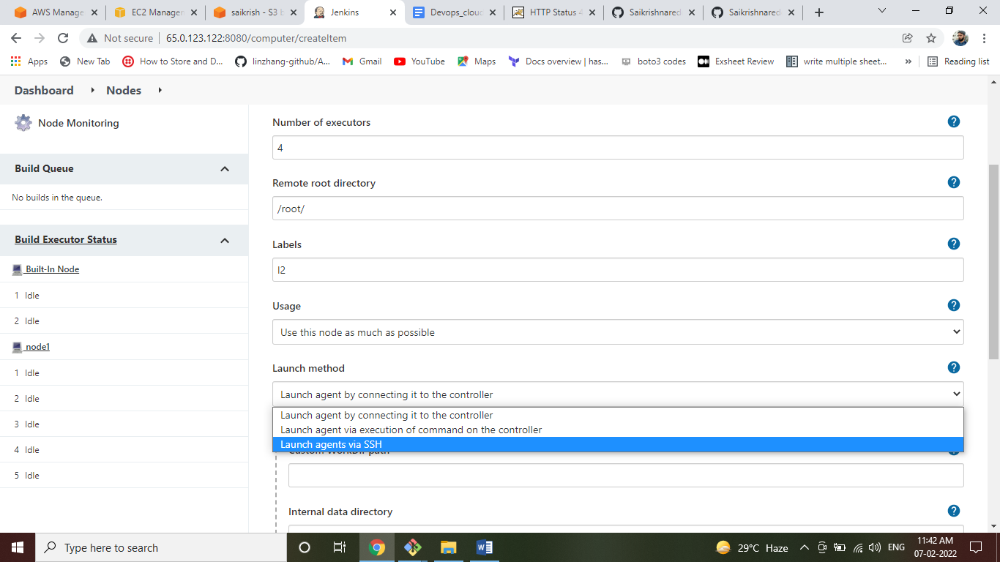 AWS Manage
EC2 Managem
saikrish - S3 b
Jenkins
Devops_cloud
HTTP Status 4
Saikrishnared
Saikrishnared
Not secure
65.0.123.122:8080/computer/createItem
Apps
New Tab
How to Store and D...
linzhang-github/A...
Gmail
YouTube
Maps
Docs overview | has...
boto3 codes
Exsheet Review
write multiple sheet...
»
Reading list
Dashboard
Nodes
Node Monitoring
Build Queue
No builds in the queue.
Build Executor Status
Built-In Node
1 Idle
2 Idle
node1
1 Idle
2 Idle
3 Idle
4 Idle
5 Idle
Number of executors
4
Remote root directory
/root/
Labels
l2
Usage
Use this node as much as possible
Launch method
Launch agent by connecting it to the controller
Launch agent by connecting it to the controller
Launch agent via execution of command on the controller
Launch agents via SSH
Custom WorkDir path
Internal data directory
Type here to search
29°C Haze
ENG
11:42 AM
07-02-2022